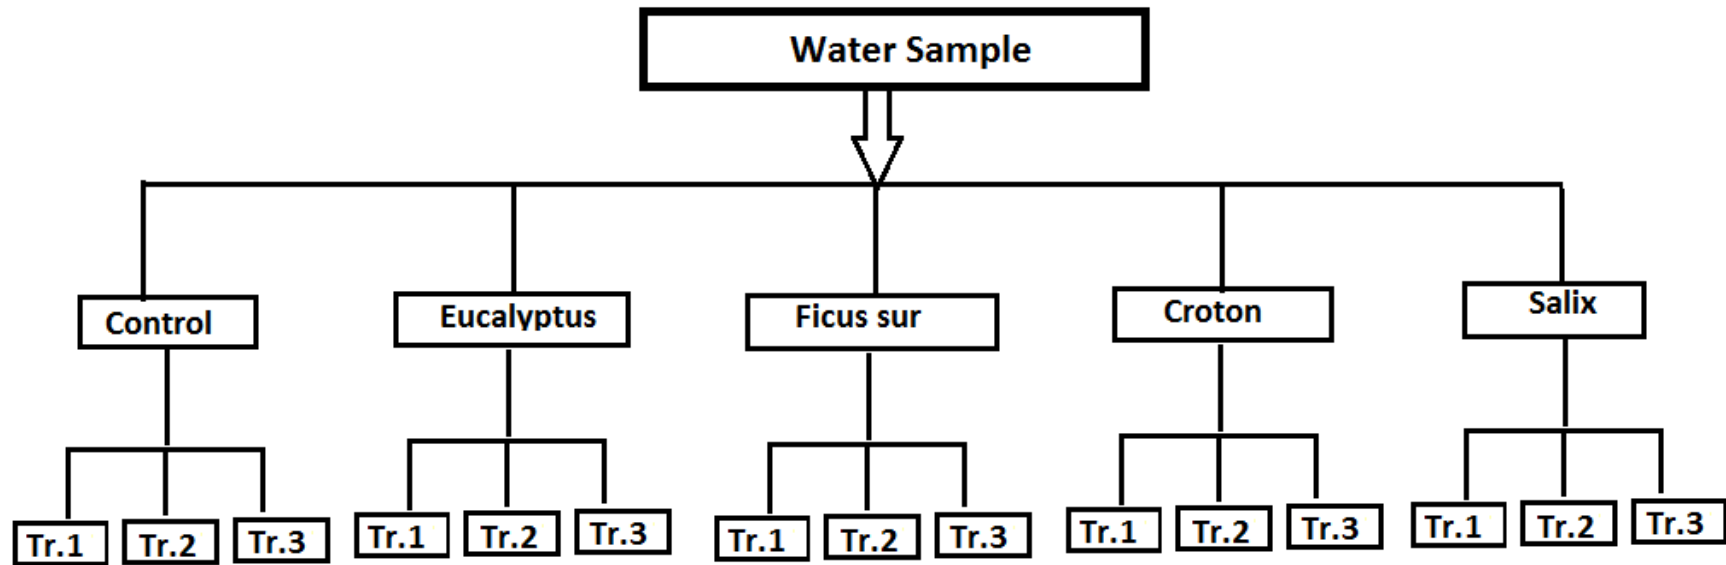 Water Sample
Control
Eucalyptus
Ficus sur
Croton
Salix
Tr.1
Tr.2
Tr.3
Tr.1
Tr.2
Tr.3
Tr.1
Tr.2
Tr.3
Tr.1
Tr.2
Tr.3
Tr.1
Tr.2
Tr.3